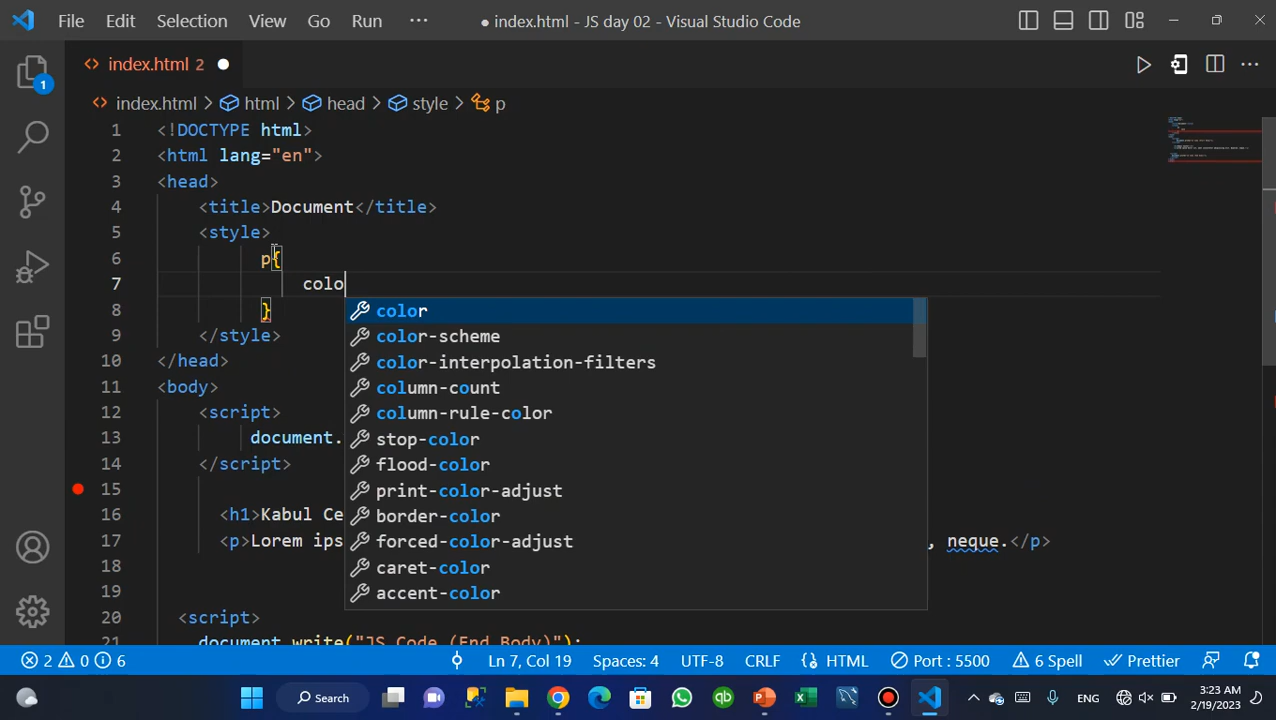 File Edit Selection View Go Run ··· ● index.html - JS day 02 - Visual Studio Code
<> index.html 2 ●
<> index.html > html > head > style > p
1 <!DOCTYPE html>
2 <html lang="en">
3 <head>
4 <title>Document</title>
5 <style>
6 p{
7 colo
8 }
9 </style>
10 </head>
11 <body>
12 <script>
13 document.
14 </script>
15
16 <h1>Kabul Ce
17 <p>Lorem ips , neque.</p>
18
19
20 <script>
21 document.write("JS Code (End Body)");
color
color-scheme
color-interpolation-filters
column-count
column-rule-color
stop-color
flood-color
print-color-adjust
border-color
forced-color-adjust
caret-color
accent-color
1
2 0 6 Ln 7, Col 19 Spaces: 4 UTF-8 CRLF {} HTML Port : 5500 6 Spell Prettier
Search ENG 3:23 AM
2/19/2023